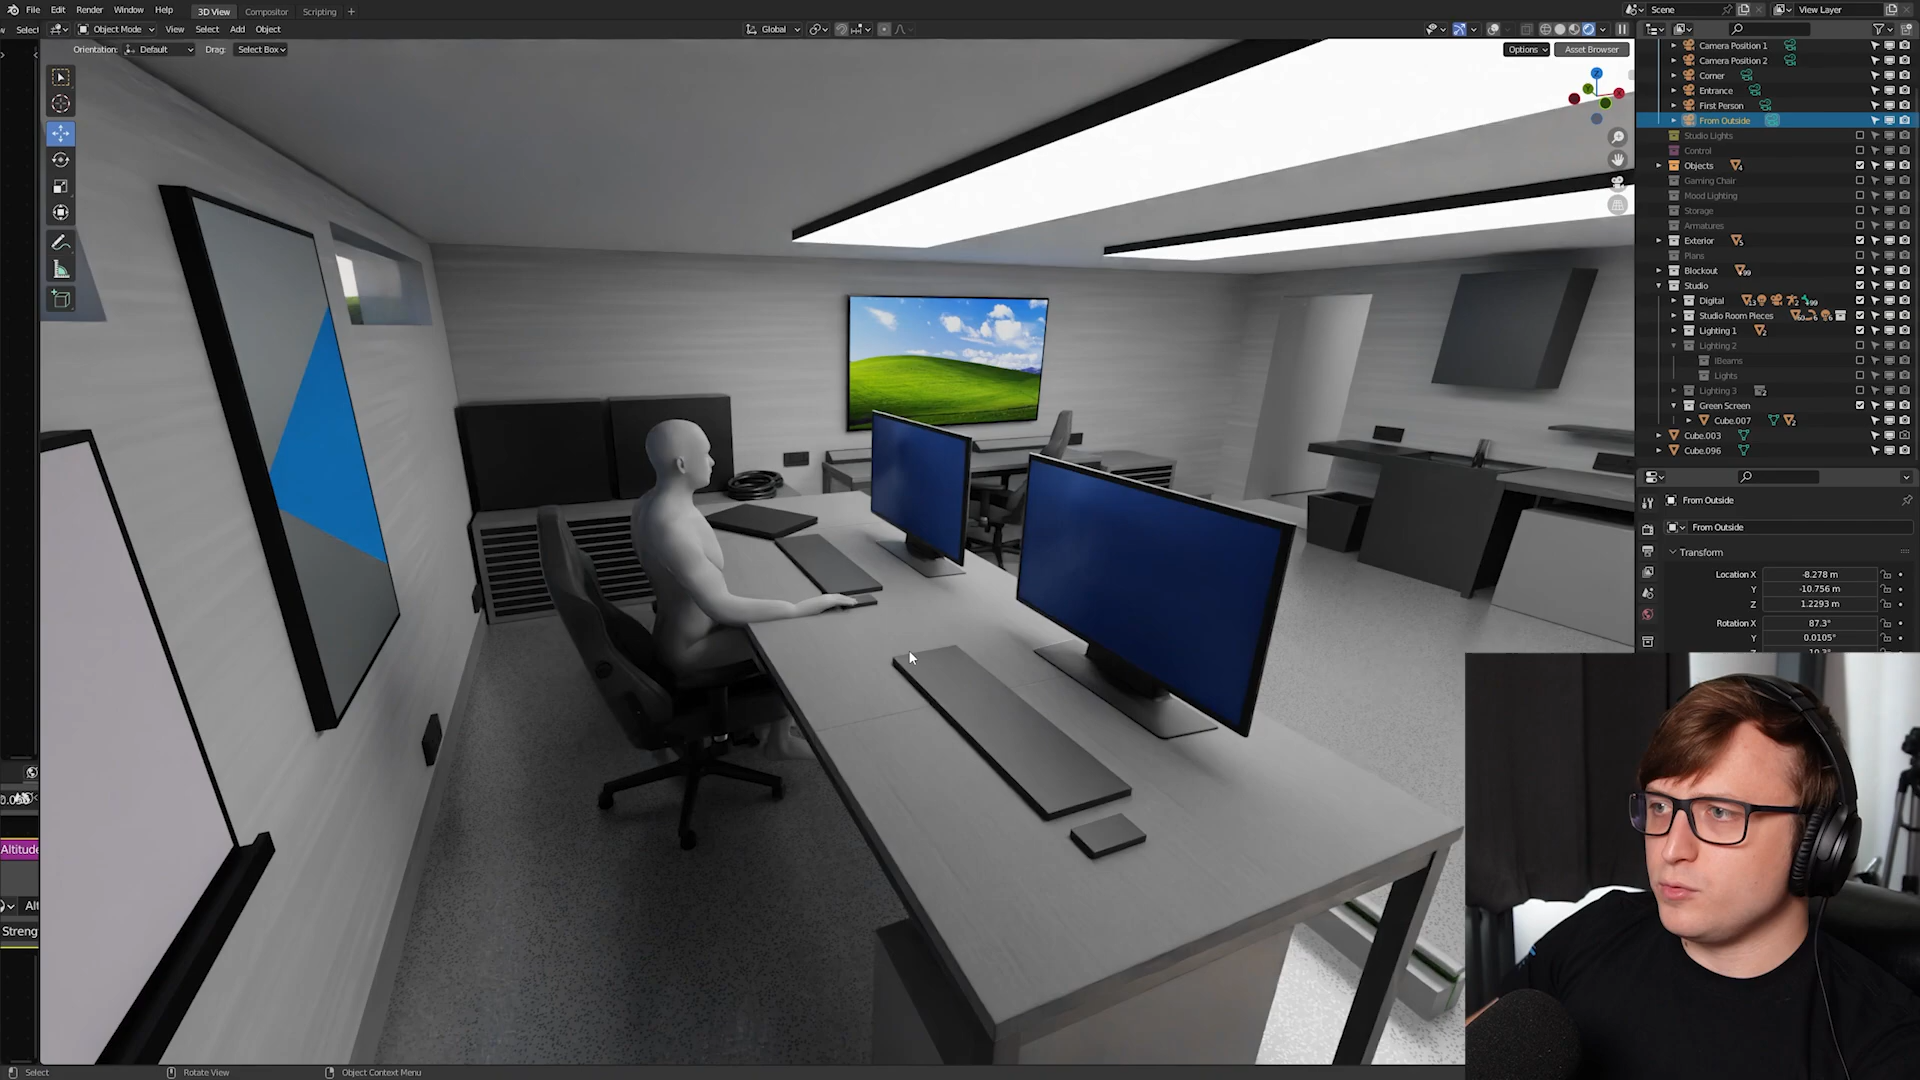 File Edit Render Window Help 3D View Compositor Scripting +
Scene View Layer
Select Object Mode View Select Add Object Global
Orientation: Default Drag: Select Box Options Asset Browser
Camera Position 1
Camera Position 2
Corner
Entrance
First Person
From Outside
Studio Lights
Control
Objects
Gaming Chair
Mood Lighting
Storage
Armatures
Exterior
Plans
Blockout
Studio
Digital
Studio Room Pieces
Lighting 1
Lighting 2
IBeams
Lights
Lighting 3
Green Screen
Cube.007
Cube.003
Cube.096
From Outside
From Outside
Transform
Location X -8.278 m
Y -10.756 m
Z 1.2293 m
Rotation X 87.3°
Y 0.0105°
Altitude
Alt
Streng
Select Rotate View Object Context Menu